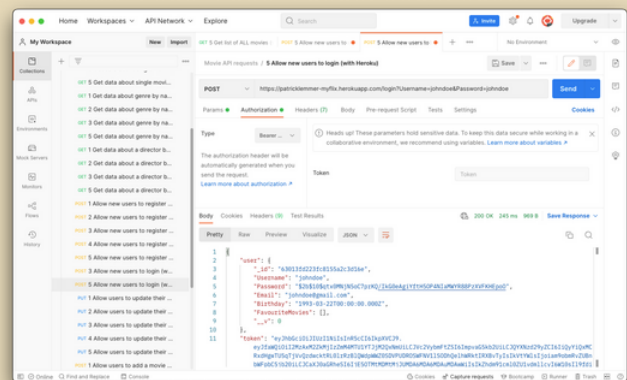 Home Workspaces API Network Explore
Search
Invite
Upgrade
My Workspace
New Import
GET 5 Get list of ALL movies
POST 5 Allow new users to
POST 5 Allow new users to
No Environment
Collections
APIs
Environments
Mock Servers
Monitors
Flows
History
GET 5 Get data about single movi...
GET 1 Get data about genre by na...
GET 2 Get data about genre by na...
GET 3 Get data about genre by na...
GET 5 Get data about genre by na...
GET 1 Get data about a director b...
GET 2 Get data about a director b...
GET 3 Get data about a director b...
GET 5 Get data about a director b...
POST 1 Allow new users to register ...
POST 2 Allow new users to register ...
POST 3 Allow new users to register ...
POST 4 Allow new users to register ...
POST 5 Allow new users to register ...
POST 3 Allow new users to login (w...
POST 5 Allow new users to login (w...
PUT 1 Allow users to update their ...
PUT 2 Allow users to update their ...
PUT 3 Allow users to update their ...
PUT 4 Allow users to update their ...
PUT 5 Allow users to update their ...
POST 1 Allow users to add a movie ...
Movie API requests / 5 Allow new users to login (with Heroku)
Save
POST
https://patricklemmer-myflix.herokuapp.com/login?Username=johndoe&Password=johndoe
Send
Params Authorization Headers (7) Body Pre-request Script Tests Settings
Cookies
Type
Bearer ...
The authorization header will be
automatically generated when you
send the request.
Learn more about authorization
Heads up! These parameters hold sensitive data. To keep this data secure while working in a
collaborative environment, we recommend using variables. Learn more about variables
Token
Token
Body Cookies Headers (9) Test Results
200 OK 245 ms 969 B Save Response
Pretty Raw Preview Visualize JSON
1 {
2 "user": {
3 "_id":
4 "Username": "johndoe",
5 "Password":
6 "Email": "johndoe@gmail.com",
7 "Birthday": "1993-03-22T00:00:00.000Z",
8 "FavouriteMovies": [],
9 "__v": 0
10 },
11 "token":
Online Find and Replace Console
Cookies Capture requests Bootcamp Runner Trash